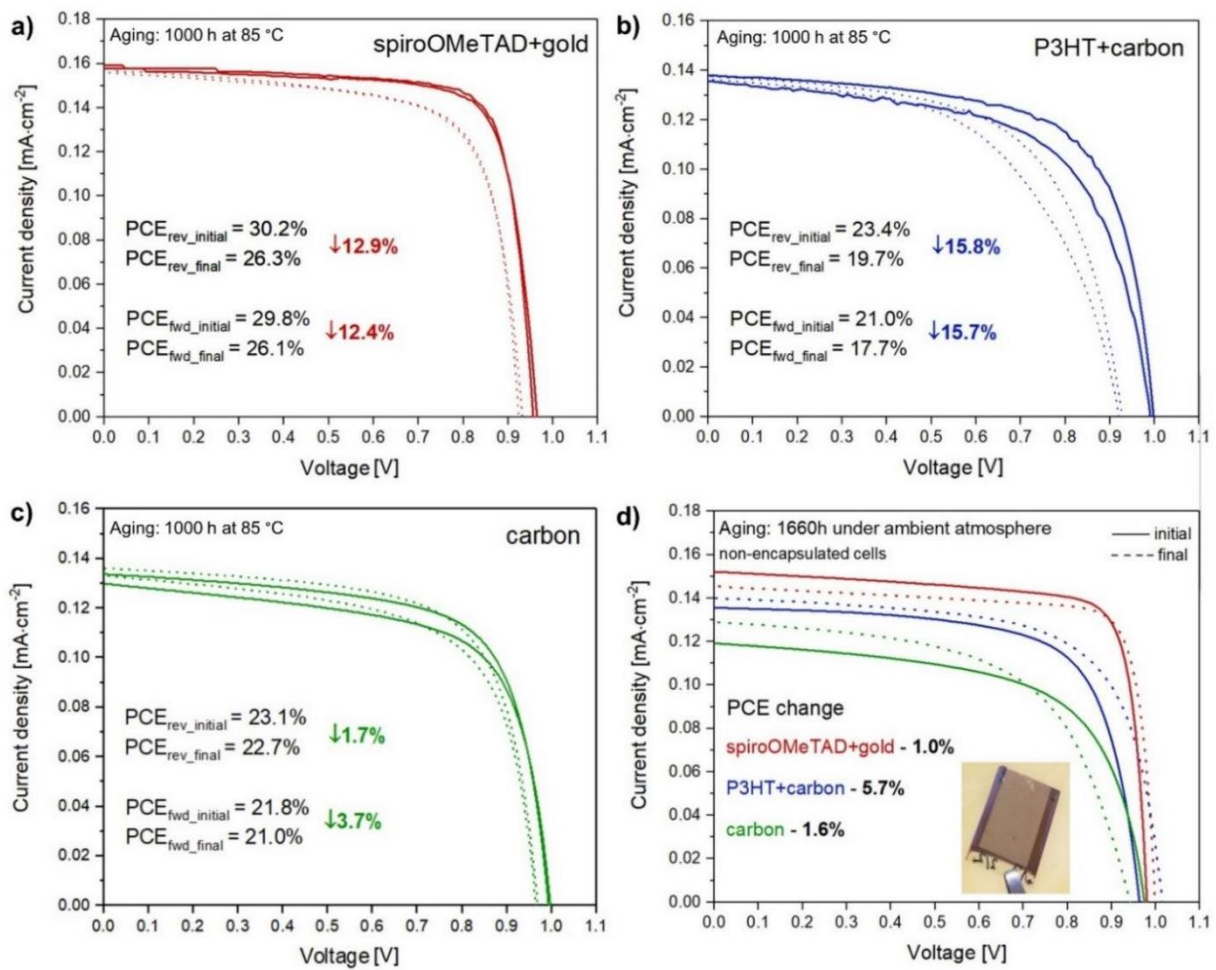 a)
Aging: 1000 h at 85 °C
spiroOMeTAD+gold
Current density [mA·cm⁻²]
0.18
0.16
0.14
0.12
0.10
0.08
0.06
0.04
0.02
0.00
PCErev_initial = 30.2%
PCErev_final = 26.3%
↓12.9%
PCEfwd_initial = 29.8%
PCEfwd_final = 26.1%
↓12.4%
0.0 0.1 0.2 0.3 0.4 0.5 0.6 0.7 0.8 0.9 1.0 1.1
Voltage [V]
b)
Aging: 1000 h at 85 °C
P3HT+carbon
Current density [mA·cm⁻²]
0.16
0.14
0.12
0.10
0.08
0.06
0.04
0.02
0.00
PCErev_initial = 23.4%
PCErev_final = 19.7%
↓15.8%
PCEfwd_initial = 21.0%
PCEfwd_final = 17.7%
↓15.7%
0.0 0.1 0.2 0.3 0.4 0.5 0.6 0.7 0.8 0.9 1.0 1.1
Voltage [V]
c)
Aging: 1000 h at 85 °C
carbon
Current density [mA·cm⁻²]
0.16
0.14
0.12
0.10
0.08
0.06
0.04
0.02
0.00
PCErev_initial = 23.1%
PCErev_final = 22.7%
↓1.7%
PCEfwd_initial = 21.8%
PCEfwd_final = 21.0%
↓3.7%
0.0 0.1 0.2 0.3 0.4 0.5 0.6 0.7 0.8 0.9 1.0 1.1
Voltage [V]
d)
Aging: 1660h under ambient atmosphere
non-encapsulated cells
initial
final
Current density [mA·cm⁻²]
0.18
0.16
0.14
0.12
0.10
0.08
0.06
0.04
0.02
0.00
PCE change
spiroOMeTAD+gold - 1.0%
P3HT+carbon - 5.7%
carbon - 1.6%
0.0 0.1 0.2 0.3 0.4 0.5 0.6 0.7 0.8 0.9 1.0 1.1
Voltage [V]